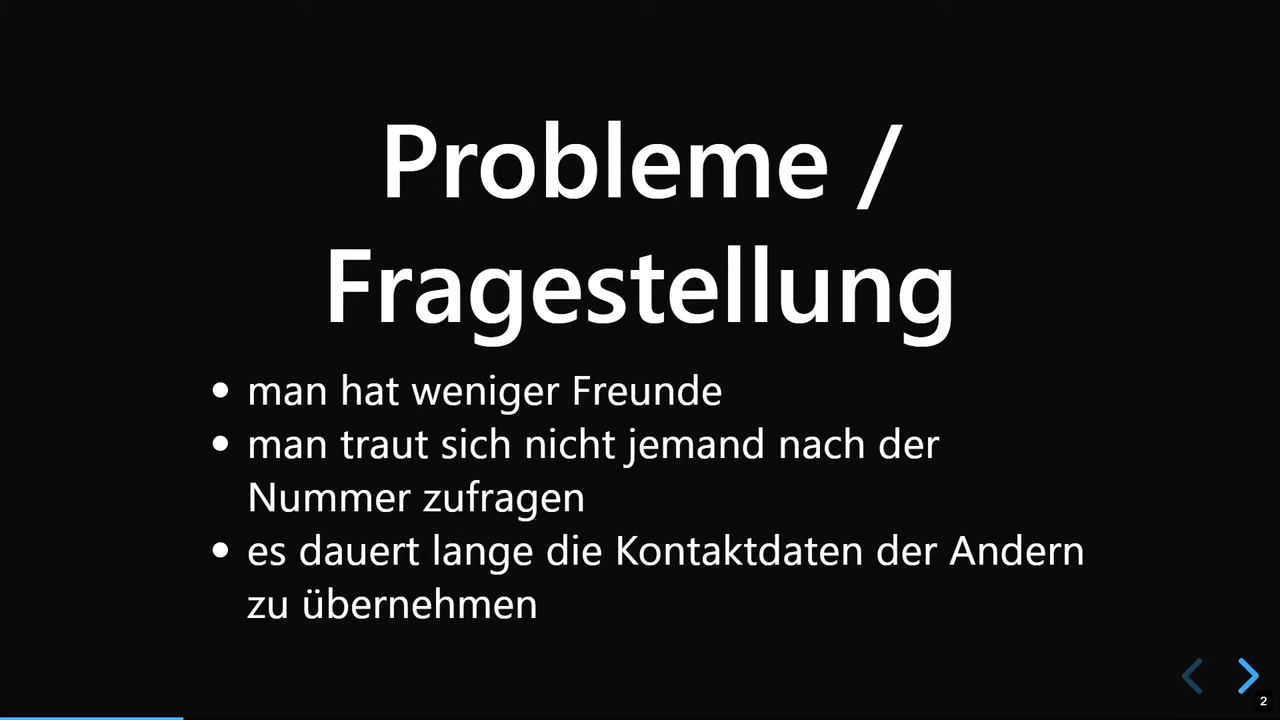 Probleme /
Fragestellung
• man hat weniger Freunde
• man traut sich nicht jemand nach der
Nummer zufragen
• es dauert lange die Kontaktdaten der Andern
zu übernehmen
2